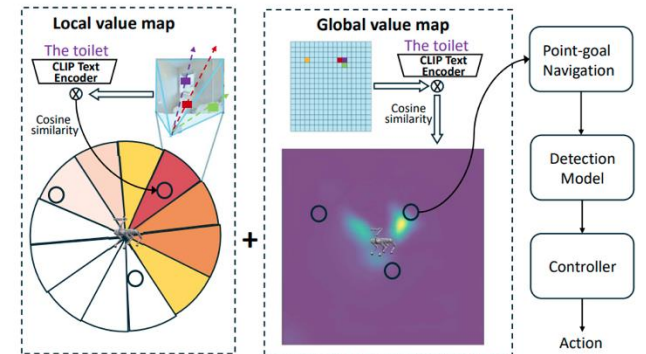 Local value map
The toilet
CLIP Text
Encoder
Cosine
similarity
+
Global value map
The toilet
CLIP Text
Encoder
Cosine
similarity
Point-goal
Navigation
Detection
Model
Controller
Action